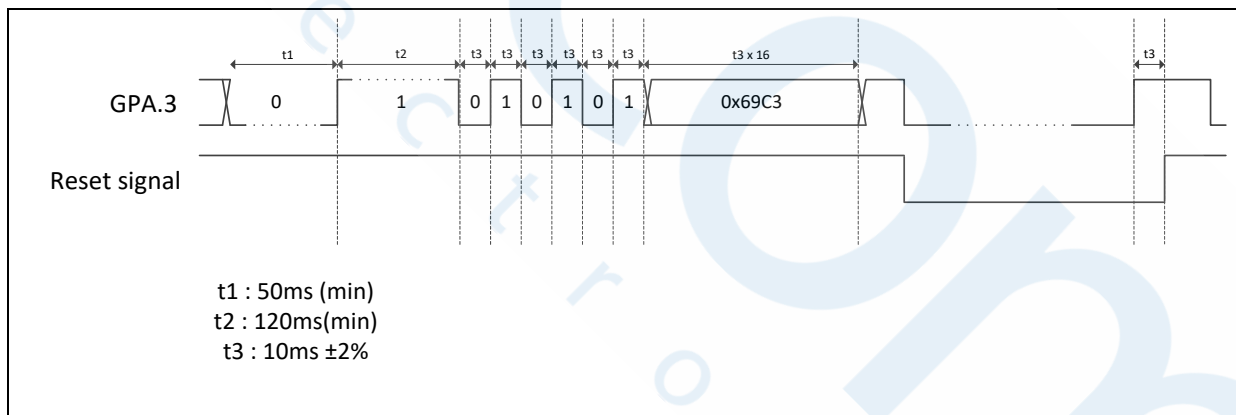 t1 t2 t3 t3 t3 t3 t3 t3 t3 x 16 t3
GPA.3 0 1 0 1 0 1 0 1 0x69C3
Reset signal
t1 : 50ms (min)
t2 : 120ms(min)
t3 : 10ms ±2%
e
c
t
r
o